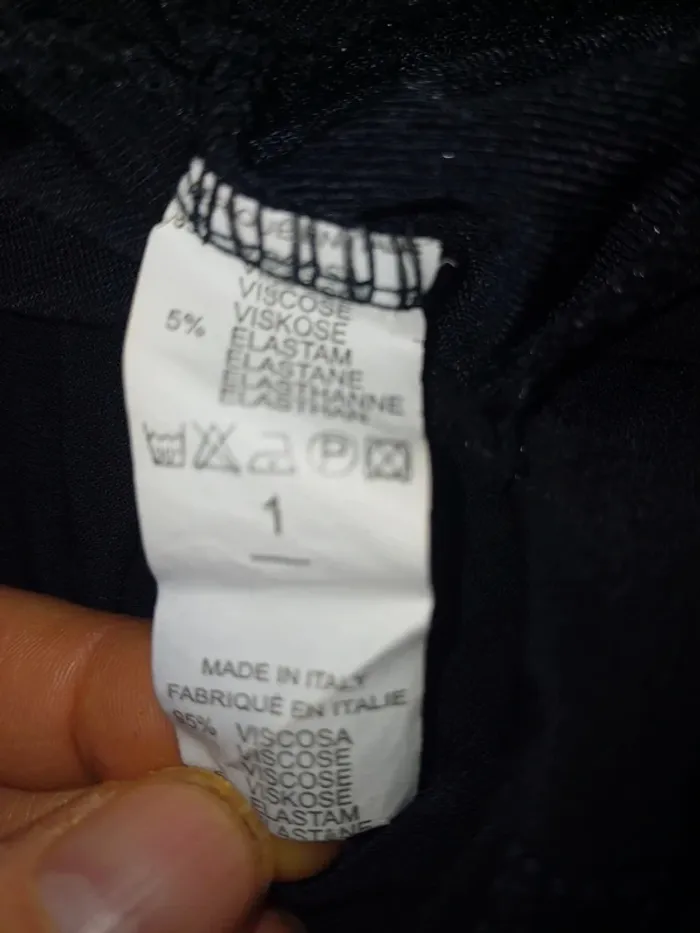 VISCOSE
VISKOSE
5% ELASTAM
ELASTANE
ELASTHANNE
ELASTHAN
P
1
MADE IN ITALY
FABRIQUÉ EN ITALIE
95% VISCOSA
VISCOSE
VISCOSE
VISKOSE
ELASTAM